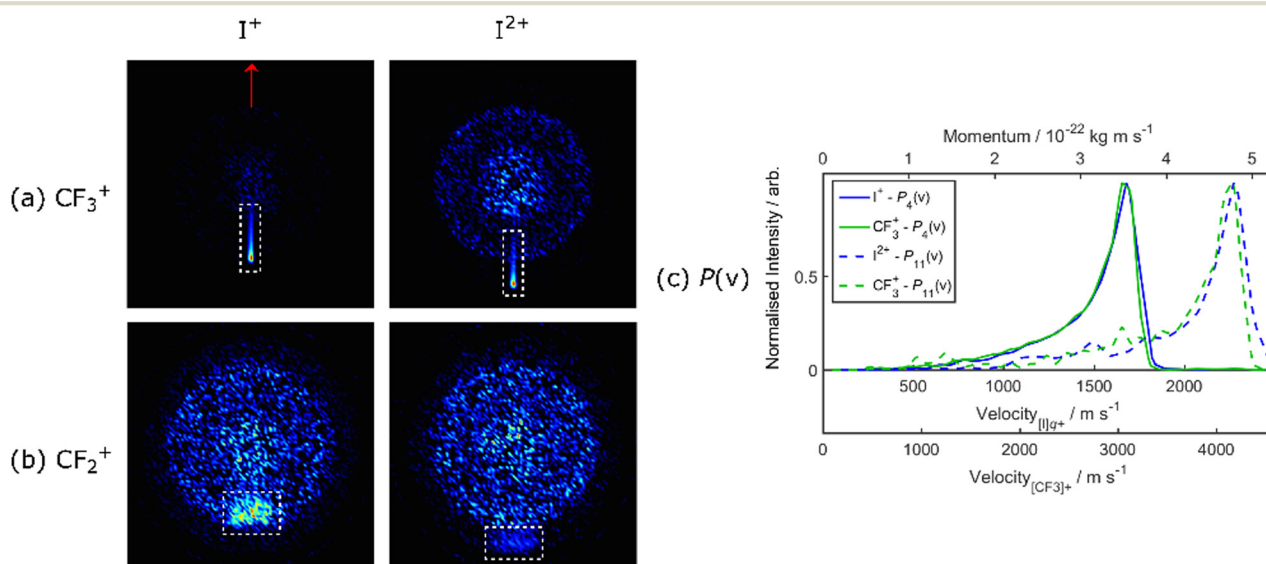 I⁺ I²⁺
(a) CF₃⁺
(b) CF₂⁺
(c) P(v)
Momentum / 10⁻²² kg m s⁻¹
0 1 2 3 4 5
Normalised Intensity / arb.
0.5
0
I⁺ - P₄(v)
CF₃⁺ - P₄(v)
I²⁺ - P₁₁(v)
CF₃⁺ - P₁₁(v)
500 1000 1500 2000
Velocity[I]q+ / m s⁻¹
0 1000 2000 3000 4000
Velocity[CF3]+ / m s⁻¹